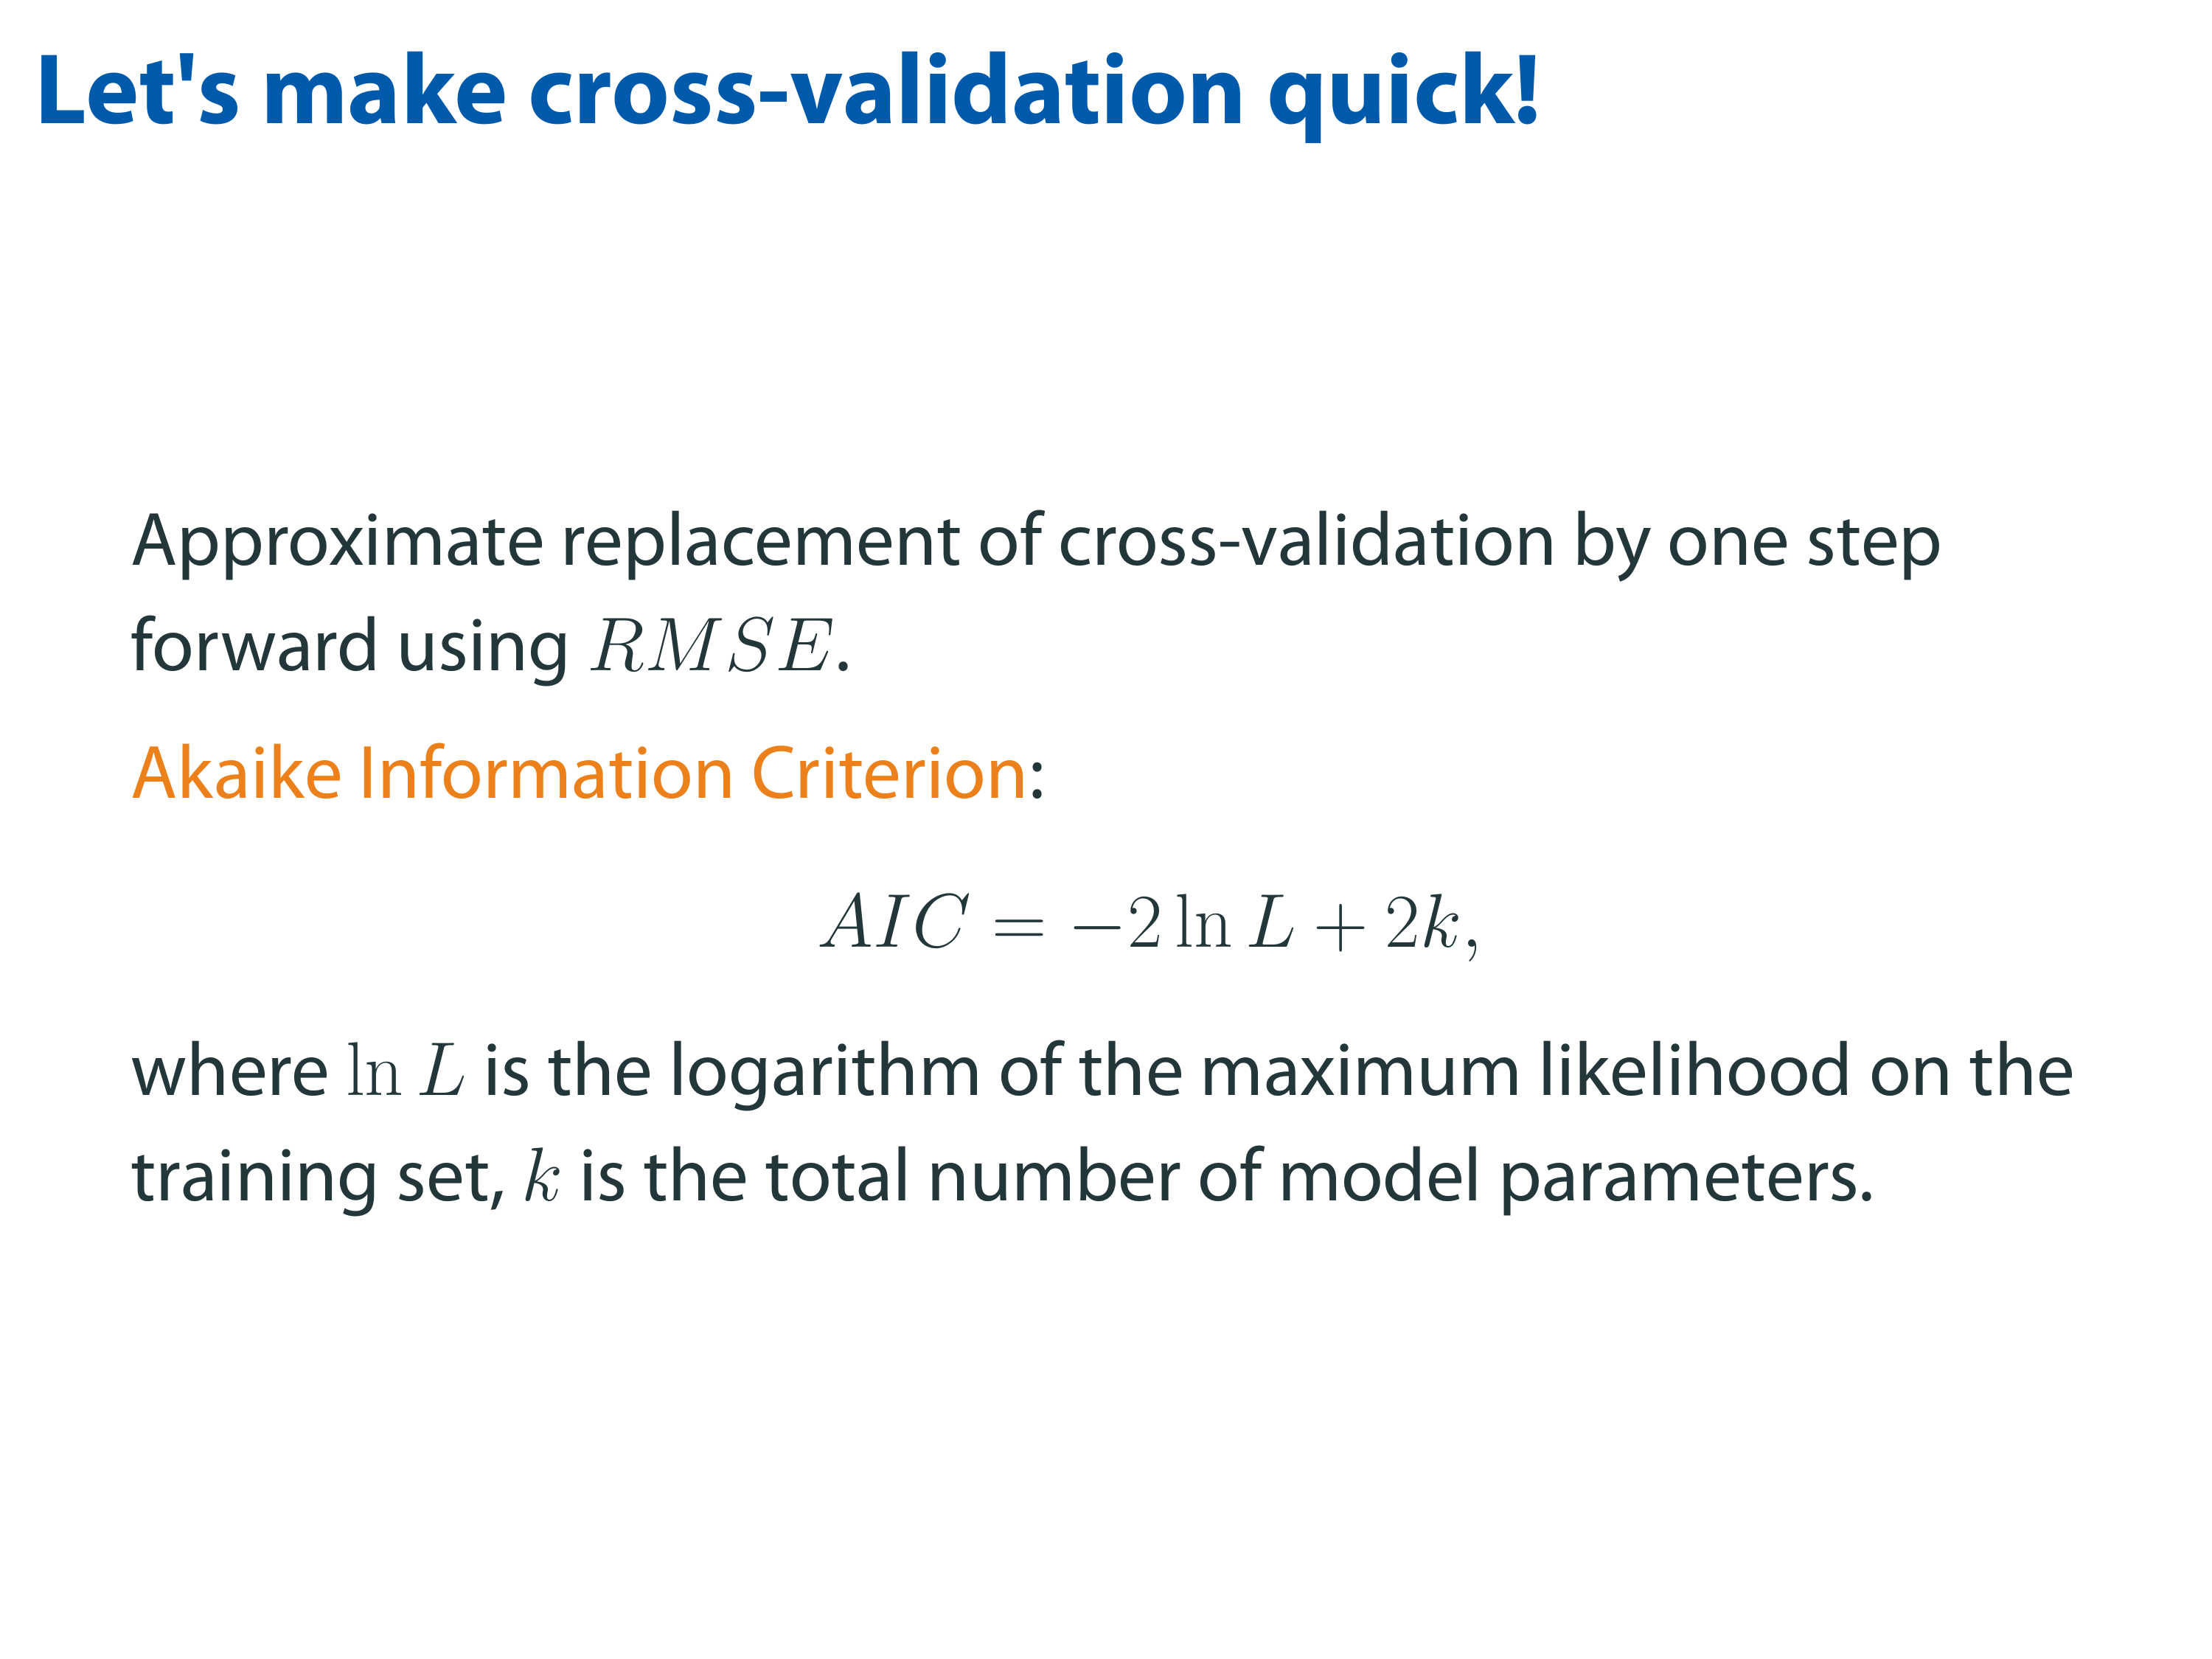 Let's make cross-validation quick!
Approximate replacement of cross-validation by one step
forward using RMSE.
Akaike Information Criterion:
AIC = −2 ln L + 2k,
where ln L is the logarithm of the maximum likelihood on the
training set, k is the total number of model parameters.